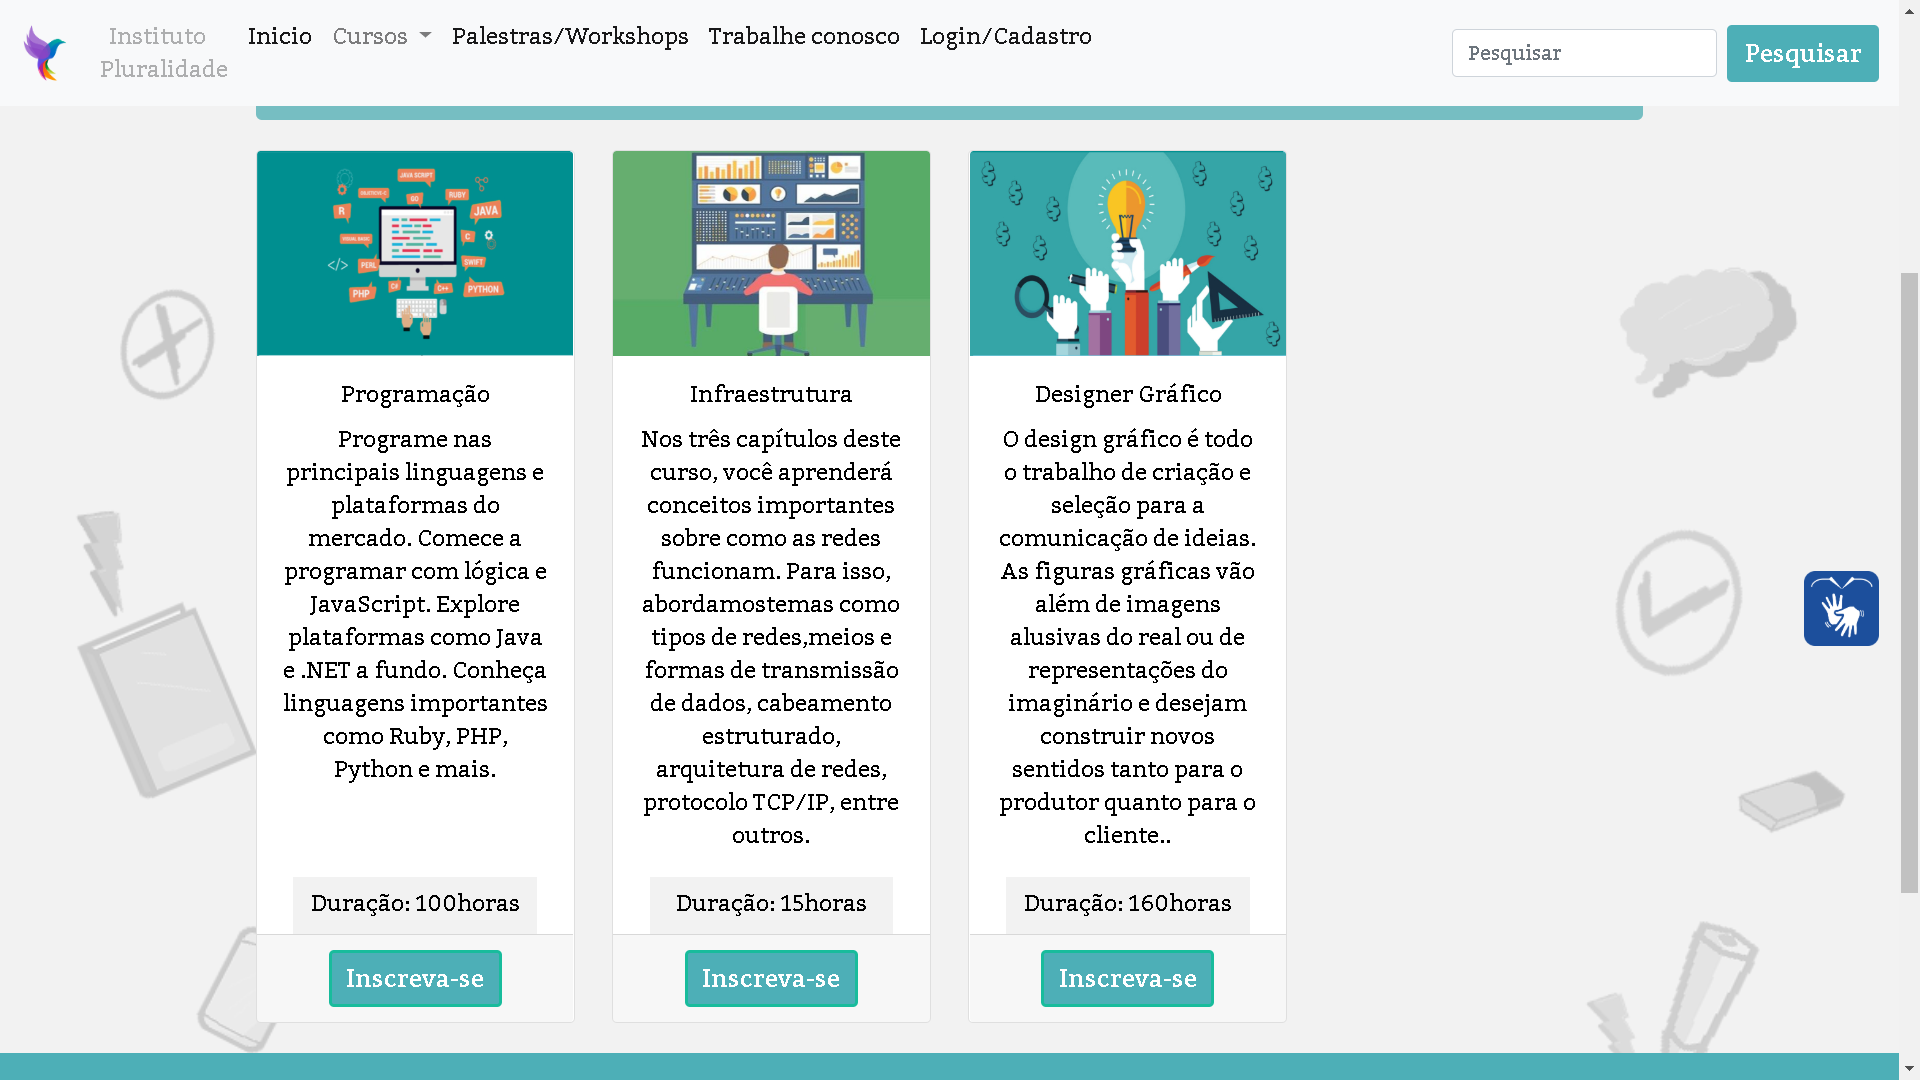 Instituto
Pluralidade
Inicio
Cursos
Palestras/Workshops
Trabalhe conosco
Login/Cadastro
Pesquisar
Pesquisar
JAVA SCRIPT
OBJECTIVE-C
GO
RUBY
R
JAVA
VISUAL BASIC
C
</>
PERL
SWIFT
PHP
C#
C++
PYTHON
Programação
Programe nas
principais linguagens e
plataformas do
mercado. Comece a
programar com lógica e
JavaScript. Explore
plataformas como Java
e .NET a fundo. Conheça
linguagens importantes
como Ruby, PHP,
Python e mais.
Duração: 100horas
Inscreva-se
Infraestrutura
Nos três capítulos deste
curso, você aprenderá
conceitos importantes
sobre como as redes
funcionam. Para isso,
abordamostemas como
tipos de redes,meios e
formas de transmissão
de dados, cabeamento
estruturado,
arquitetura de redes,
protocolo TCP/IP, entre
outros.
Duração: 15horas
Inscreva-se
Designer Gráfico
O design gráfico é todo
o trabalho de criação e
seleção para a
comunicação de ideias.
As figuras gráficas vão
além de imagens
alusivas do real ou de
representações do
imaginário e desejam
construir novos
sentidos tanto para o
produtor quanto para o
cliente..
Duração: 160horas
Inscreva-se